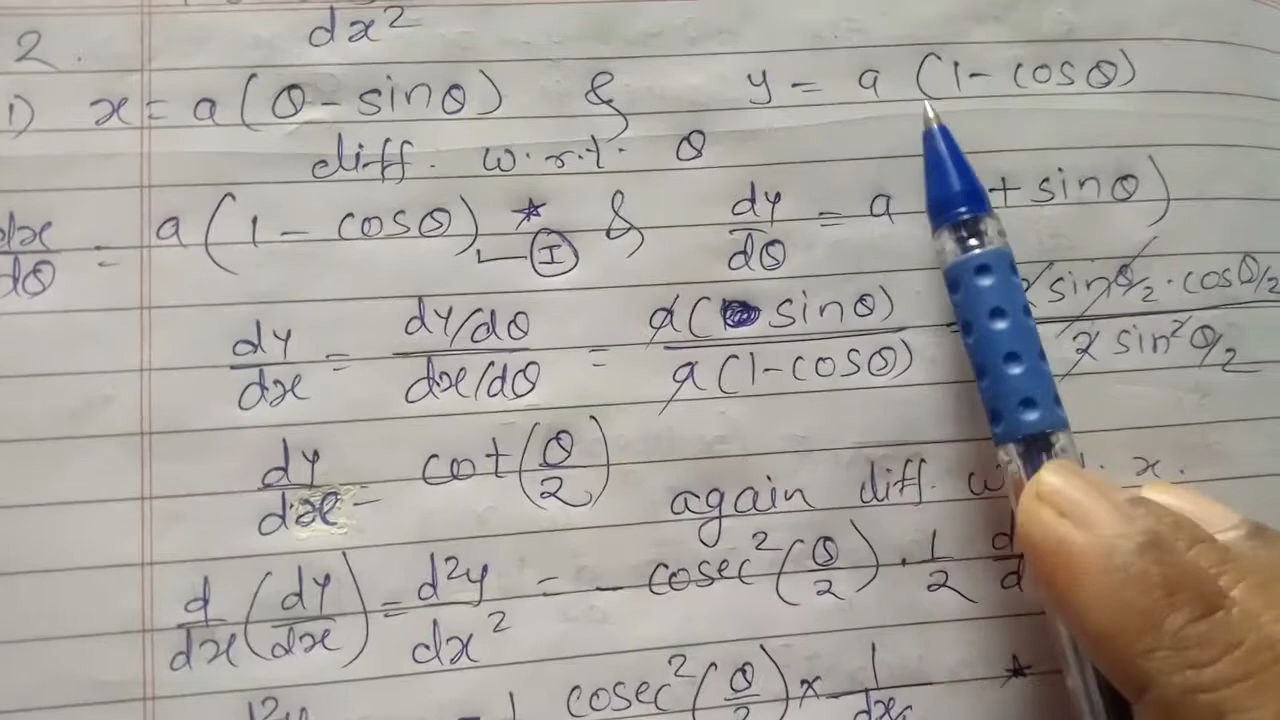 dx²
2.
1) x = a(θ - sinθ) & y = a (1 - cosθ)
diff. w.r.t. θ
dx/dθ = a(1 - cosθ) * — I & dy/dθ = a + sinθ)
dy/dx = dy/dθ / dx/dθ = a( sinθ) / a(1-cosθ) = 2 sinθ/2 · cosθ/2 / 2 sin²θ/2
dy/dx = cot(θ/2)
again diff. x.
d/dx (dy/dx) = d²y/dx² = - cosec²(θ/2) · 1/2 d/d
cosec²(θ/2) × 1/dx *